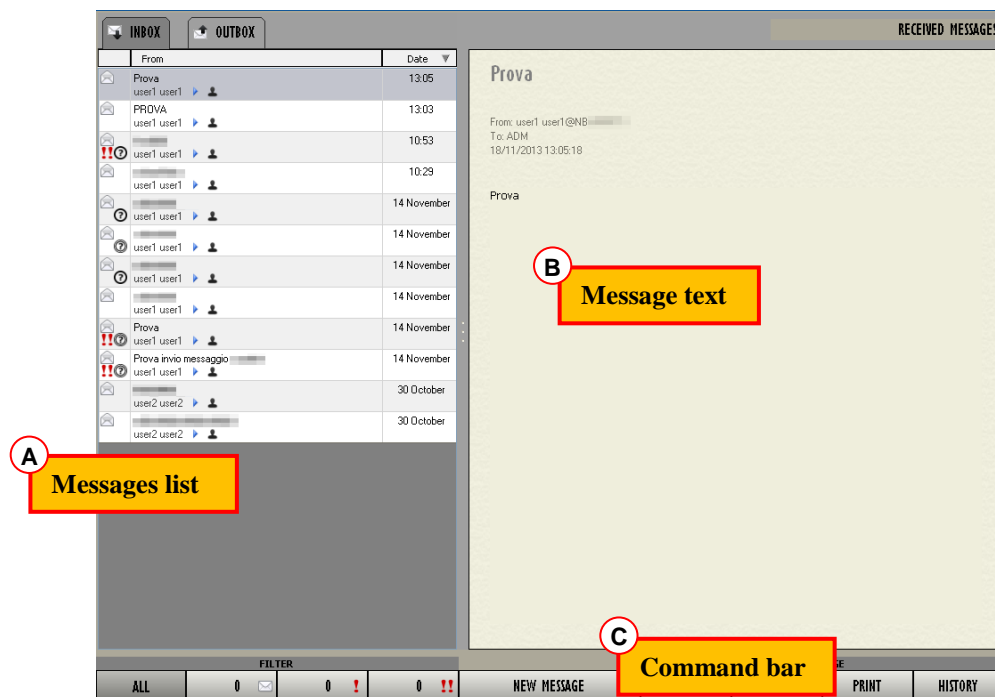 INBOX
OUTBOX
RECEIVED MESSAGES
From
Date
Prova
13:05
user1 user1
PROVA
13:03
user1 user1
10:53
user1 user1
10:29
user1 user1
14 November
user1 user1
14 November
user1 user1
14 November
user1 user1
14 November
user1 user1
Prova
14 November
user1 user1
Prova invio messaggio
14 November
user1 user1
30 October
user2 user2
30 October
user2 user2
Prova
From: user1 user1@NB
To: ADM
18/11/2013 13:05:18
Prova
B
Message text
A
Messages list
C
Command bar
FILTER
ALL
0
0 !
0 !!
NEW MESSAGE
PRINT
HISTORY